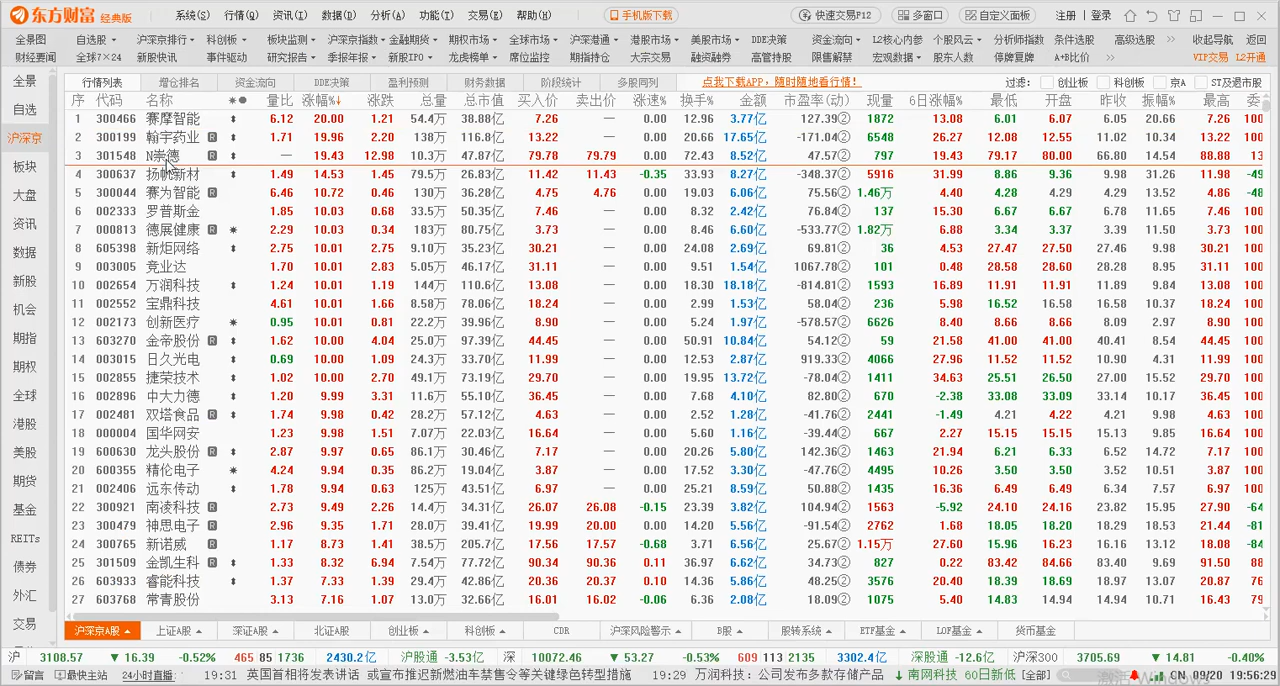 东方财富 经典版 系统(S) 行情(Q) 资讯(I) 数据(D) 分析(A) 功能(T) 交易(E) 帮助(H) 手机版下载 快速交易F12 多窗口 自定义面板 注册 | 登录
全景图 自选股 沪深京排行 科创板 板块监测 沪深京指数 金融期货 期权市场 全球市场 沪深港通 港股市场 美股市场 DDE决策 资金流向 L2核心内参 个股风云 分析师指数 条件选股 高级选股 >> 收起导航 返回
财经要闻 全球7×24 新股快讯 事件驱动 研究报告 季报年报 新股IPO 龙虎榜单 席位监控 期指持仓 大宗交易 融资融券 高管持股 限售解禁 宏观数据 股东人数 停牌复牌 A+B比价 >> VIP交易 L2开通
全景 行情列表 增仓排名 资金流向 DDE决策 盈利预测 财务数据 阶段统计 多股同列 点我下载APP，随时随地看行情! 过滤: 创业板 科创板 京A ST及退市股
序 代码 名称 量比 涨幅%↓ 涨跌 总量 总市值 买入价 卖出价 涨速% 换手% 金额 市盈率(动) 现量 6日涨幅% 最低 开盘 昨收 振幅% 最高 委
1 300466 赛摩智能 6.12 20.00 1.21 54.4万 38.88亿 7.26 — 0.00 12.96 3.77亿 127.39② 1872 13.08 6.01 6.07 6.05 20.66 7.26 100
2 300199 翰宇药业 R 1.71 19.96 2.20 138万 116.8亿 13.22 — 0.00 20.66 17.65亿 -171.04② 6548 26.27 12.08 12.55 11.02 10.34 13.22 100
3 301548 N崇德 R — 19.43 12.98 10.3万 47.87亿 79.78 79.79 0.00 72.43 8.52亿 47.57② 797 19.43 79.17 80.00 66.80 14.54 88.88 13
4 300637 扬帆新材 1.49 14.53 1.45 79.5万 26.83亿 11.42 11.43 -0.35 33.93 8.27亿 -348.37② 5916 31.99 8.86 9.36 9.98 31.26 11.98 -49
5 300044 赛为智能 R 6.46 10.72 0.46 130万 36.28亿 4.75 4.76 0.00 19.03 6.06亿 75.56② 1.46万 0.40 4.28 4.29 4.29 13.52 4.86 -48
6 002333 罗普斯金 1.85 10.03 0.68 33.5万 50.35亿 7.46 — 0.00 8.32 2.42亿 76.84② 137 15.30 6.67 6.67 6.78 11.65 7.46 100
7 000813 德展健康 R 2.29 10.03 0.34 183万 80.75亿 3.73 — 0.00 8.46 6.60亿 -533.77② 1.82万 6.88 3.34 3.37 3.39 11.50 3.73 100
8 605398 新炬网络 2.75 10.01 2.75 9.10万 35.23亿 30.21 — 0.00 24.08 2.69亿 69.81② 36 4.53 27.47 27.50 27.46 9.98 30.21 100
9 003005 竞业达 1.70 10.01 2.83 5.05万 46.17亿 31.11 — 0.00 9.51 1.54亿 1067.78② 101 0.48 28.58 28.60 28.28 8.95 31.11 100
10 002654 万润科技 1.24 10.01 1.19 144万 110.6亿 13.08 — 0.00 18.30 18.18亿 -814.81② 1593 16.89 11.91 11.91 11.89 9.84 13.08 100
11 002552 宝鼎科技 4.61 10.01 1.66 8.58万 78.06亿 18.24 — 0.00 2.99 1.53亿 58.04② 236 5.98 16.52 16.58 16.58 10.37 18.24 100
12 002173 创新医疗 0.95 10.01 0.81 22.2万 39.96亿 8.90 — 0.00 5.24 1.97亿 -578.57② 6626 8.40 8.66 8.66 8.09 2.97 8.90 100
13 603270 金帝股份 R 1.62 10.00 4.04 25.0万 97.39亿 44.45 — 0.00 50.91 10.84亿 54.12② 59 21.58 41.00 41.00 40.41 8.54 44.45 100
14 003015 日久光电 0.69 10.00 1.09 24.3万 33.70亿 11.99 — 0.00 12.53 2.87亿 919.33② 4066 27.96 11.52 11.52 10.90 4.31 11.99 100
15 002855 捷荣技术 1.02 10.00 2.70 49.1万 73.19亿 29.70 — 0.00 19.95 13.72亿 -78.04② 1411 34.63 25.51 26.50 27.00 15.52 29.70 100
16 002896 中大力德 1.20 9.99 3.31 11.6万 55.10亿 36.45 — 0.00 7.68 4.10亿 82.80② 670 -2.38 33.08 33.09 33.14 10.17 36.45 100
17 002481 双塔食品 R 1.74 9.98 0.42 28.2万 57.12亿 4.63 — 0.00 2.52 1.28亿 -41.76② 2441 -1.49 4.21 4.22 4.21 9.98 4.63 100
18 000004 国华网安 1.23 9.98 1.51 7.07万 22.03亿 16.64 — 0.00 5.60 1.16亿 -39.44② 667 2.27 15.15 15.15 15.13 9.85 16.64 100
19 600630 龙头股份 R 2.87 9.97 0.65 86.1万 30.46亿 7.17 — 0.00 20.26 5.80亿 142.36② 1463 21.94 6.21 6.33 6.52 14.72 7.17 100
20 600355 精伦电子 4.24 9.94 0.35 86.2万 19.04亿 3.87 — 0.00 17.52 3.30亿 -47.76② 4495 10.26 3.50 3.50 3.52 10.51 3.87 100
21 002406 远东传动 1.78 9.94 0.63 125万 43.51亿 6.97 — 0.00 25.21 8.59亿 50.88② 1435 16.36 6.49 6.49 6.34 7.57 6.97 100
22 300921 南凌科技 R 2.73 9.49 2.26 14.4万 34.31亿 26.07 26.08 -0.15 23.39 3.82亿 104.94② 1563 -5.92 24.10 24.16 23.82 15.95 27.90 -64
23 300479 神思电子 R 2.96 9.35 1.71 28.0万 39.41亿 19.99 20.00 0.00 14.20 5.56亿 -91.54② 2762 1.68 18.05 18.20 18.29 18.53 21.44 -81
24 300765 新诺威 R 1.17 8.73 1.41 38.5万 205.7亿 17.56 17.57 -0.68 3.71 6.56亿 25.67② 1.15万 27.60 15.96 16.23 16.16 13.12 18.08 -84
25 301509 金凯生科 R 1.33 8.32 6.94 7.54万 77.72亿 90.34 90.36 0.11 36.97 6.62亿 34.73② 827 0.22 83.42 84.66 83.40 9.69 91.50 88
26 603933 睿能科技 1.37 7.33 1.39 29.4万 42.86亿 20.36 20.37 0.10 14.36 5.86亿 48.25② 3576 20.40 18.39 18.69 18.97 13.07 20.87 76
27 603768 常青股份 3.13 7.16 1.07 13.0万 32.66亿 16.01 16.02 -0.06 6.36 2.08亿 18.09② 1075 5.40 14.83 14.94 14.94 10.71 16.43 79
自选
沪深京
板块
大盘
资讯
数据
新股
机会
期指
期权
全球
港股
美股
期货
基金
REITs
债券
外汇
交易
沪深京A股 上证A股 深证A股 北证A股 创业板 科创板 CDR 沪深风险警示 B股 股转系统 ETF基金 LOF基金 货币基金
沪 3108.57 ▼16.39 -0.52% 465 85 1736 2430.2亿 沪股通 -3.53亿 深 10072.46 ▼53.27 -0.53% 609 113 2135 3302.4亿 深股通 -12.6亿 沪深300 3705.69 ▼14.81 -0.40%
留言 最快主站 24小时直播: 19:31 英国首相将发表讲话 或宣布推迟燃油车禁售令等关键绿色转型措施 19:29 万润科技：公司发布多款存储产品 ↓南网科技 60日新低 [全部] CN 09/20 19:56:29
激活 Windows